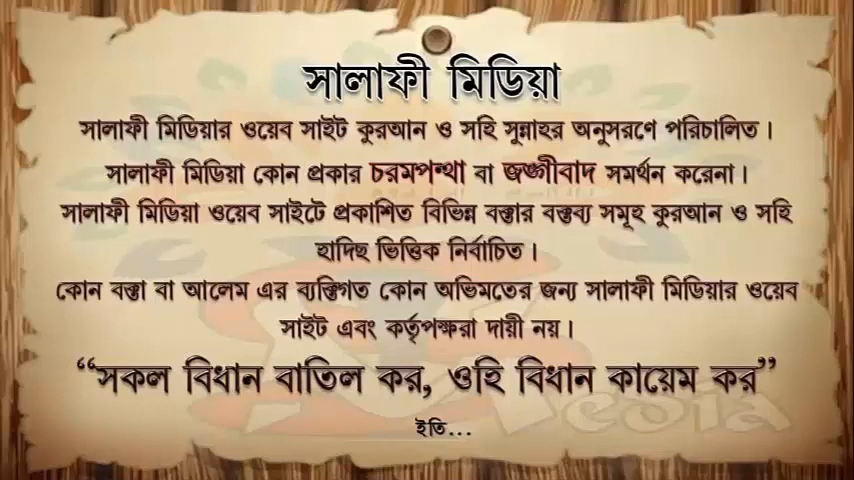 সালাফী মিডিয়া
সালাফী মিডিয়ার ওয়েব সাইট কুরআন ও সহি সুন্নাহর অনুসরণে পরিচালিত।
সালাফী মিডিয়া কোন প্রকার চরমপন্থা বা জঙ্গীবাদ সমর্থন করেনা।
সালাফী মিডিয়া ওয়েব সাইটে প্রকাশিত বিভিন্ন বক্তার বক্তব্য সমূহ কুরআন ও সহি
হাদিছ ভিত্তিক নির্বাচিত।
কোন বক্তা বা আলেম এর ব্যক্তিগত কোন অভিমতের জন্য সালাফী মিডিয়ার ওয়েব
সাইট এবং কর্তৃপক্ষরা দায়ী নয়।
“সকল বিধান বাতিল কর, ওহি বিধান কায়েম কর”
ইতি...